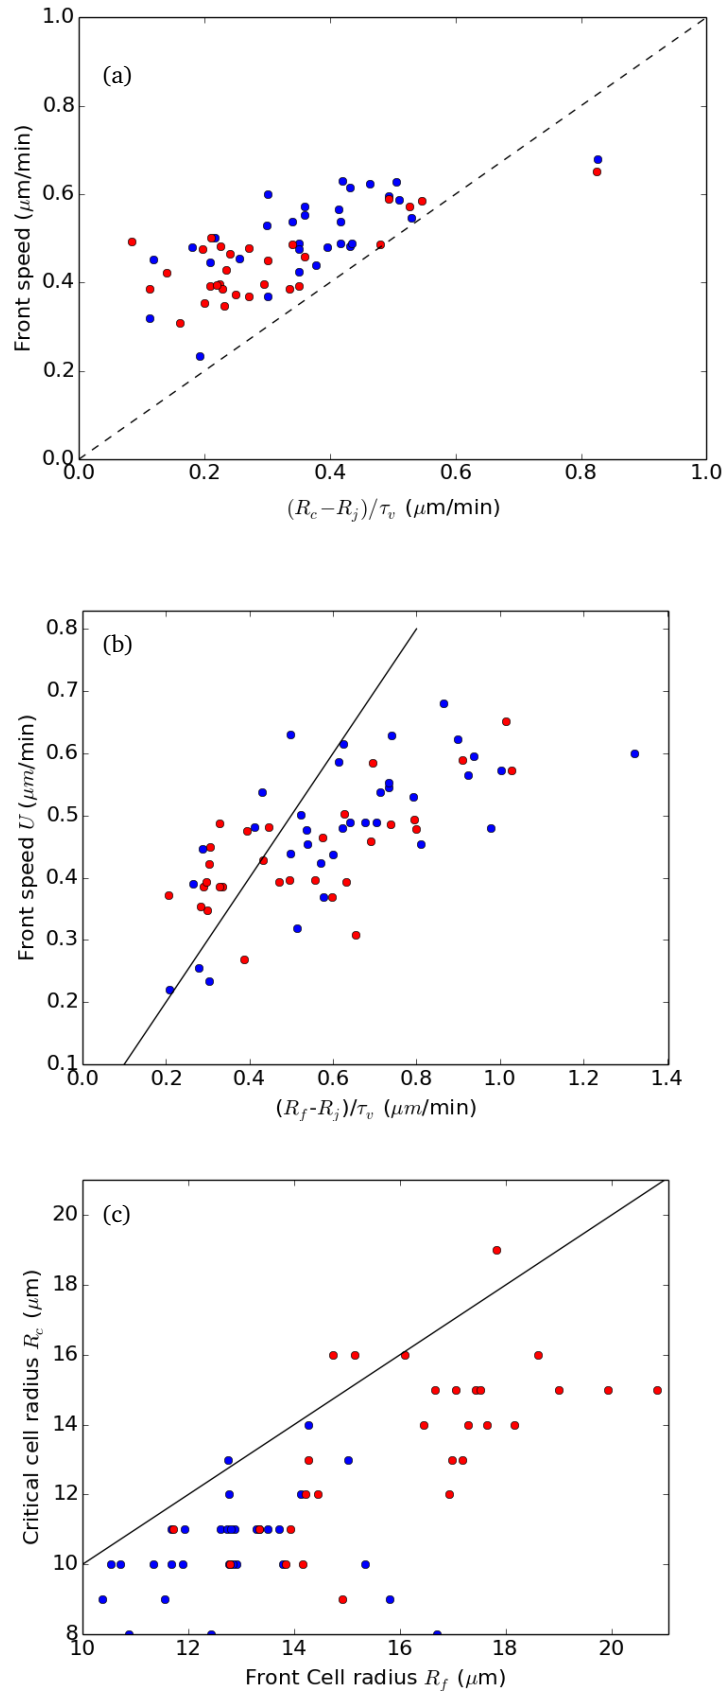 1.0
(a)
0.8
Front speed (μm/min)
0.6
0.4
0.2
0.0
0.0 0.2 0.4 0.6 0.8 1.0
(R_c−R_j)/τ_v (μm/min)
0.8
(b)
0.7
0.6
Front speed U (μm/min)
0.5
0.4
0.3
0.2
0.1
0.0 0.2 0.4 0.6 0.8 1.0 1.2 1.4
(R_f-R_j)/τ_v (μm/min)
20
(c)
18
Critical cell radius R_c (μm)
16
14
12
10
8
10 12 14 16 18 20
Front Cell radius R_f (μm)